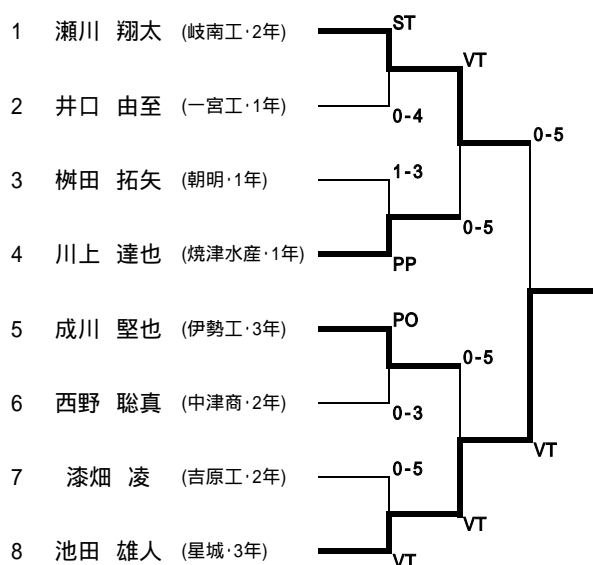 1 瀬川 翔太 (岐南工·2年) ST
VT
2 井口 由至 (一宮工·1年) 0-4
0-5
3 桝田 拓矢 (朝明·1年) 1-3
0-5
4 川上 達也 (焼津水産·1年) PP
5 成川 堅也 (伊勢工·3年) PO
0-5
6 西野 聡真 (中津商·2年) 0-3
VT
7 漆畑 凌 (吉原工·2年) 0-5
VT
8 池田 雄人 (星城·3年) VT